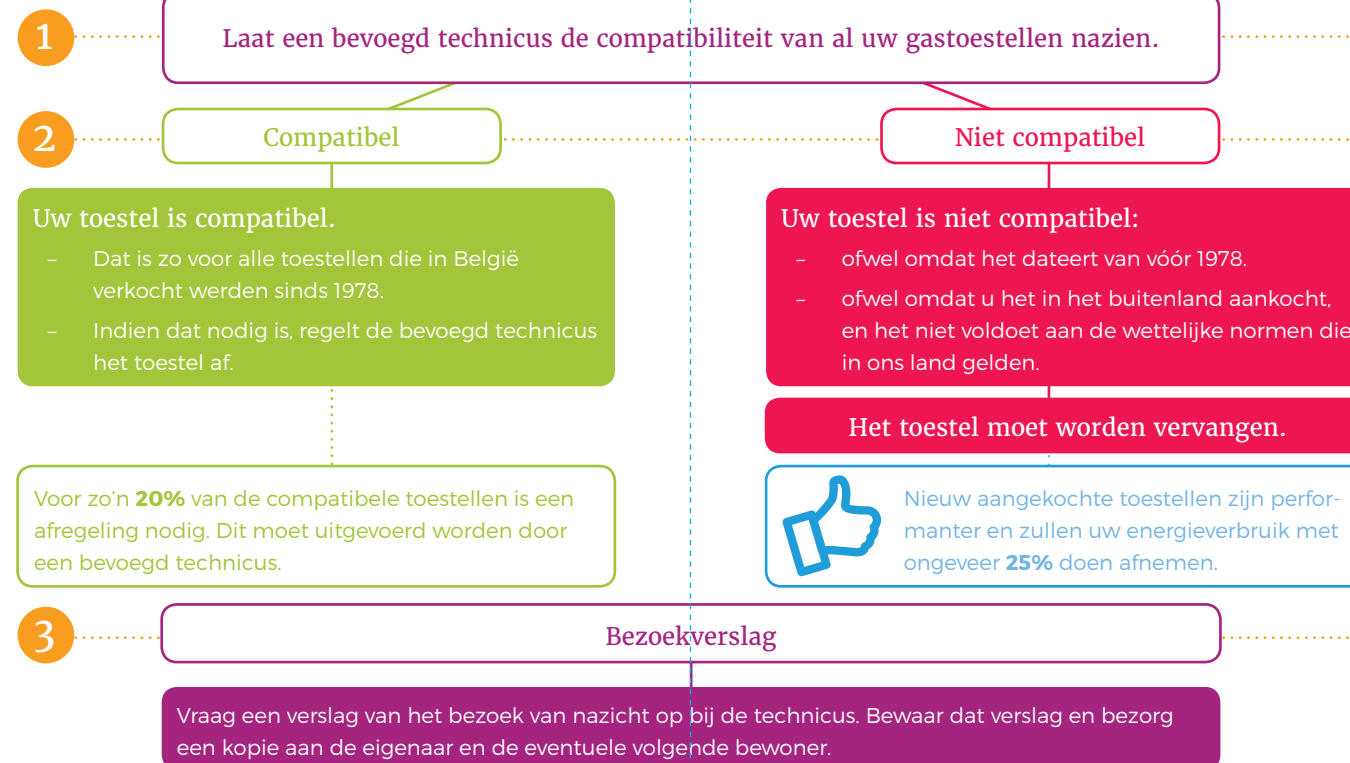 1
Laat een bevoegd technicus de compatibiliteit van al uw gastoestellen nazien.
2
Compatibel
Niet compatibel
Uw toestel is compatibel.
– Dat is zo voor alle toestellen die in België
verkocht werden sinds 1978.
– Indien dat nodig is, regelt de bevoegd technicus
het toestel af.
Uw toestel is niet compatibel:
– ofwel omdat het dateert van vóór 1978.
– ofwel omdat u het in het buitenland aankocht,
en het niet voldoet aan de wettelijke normen die
in ons land gelden.
Het toestel moet worden vervangen.
Voor zo’n 20% van de compatibele toestellen is een
afregeling nodig. Dit moet uitgevoerd worden door
een bevoegd technicus.
Nieuw aangekochte toestellen zijn perfor-
manter en zullen uw energieverbruik met
ongeveer 25% doen afnemen.
3
Bezoekverslag
Vraag een verslag van het bezoek van nazicht op bij de technicus. Bewaar dat verslag en bezorg
een kopie aan de eigenaar en de eventuele volgende bewoner.